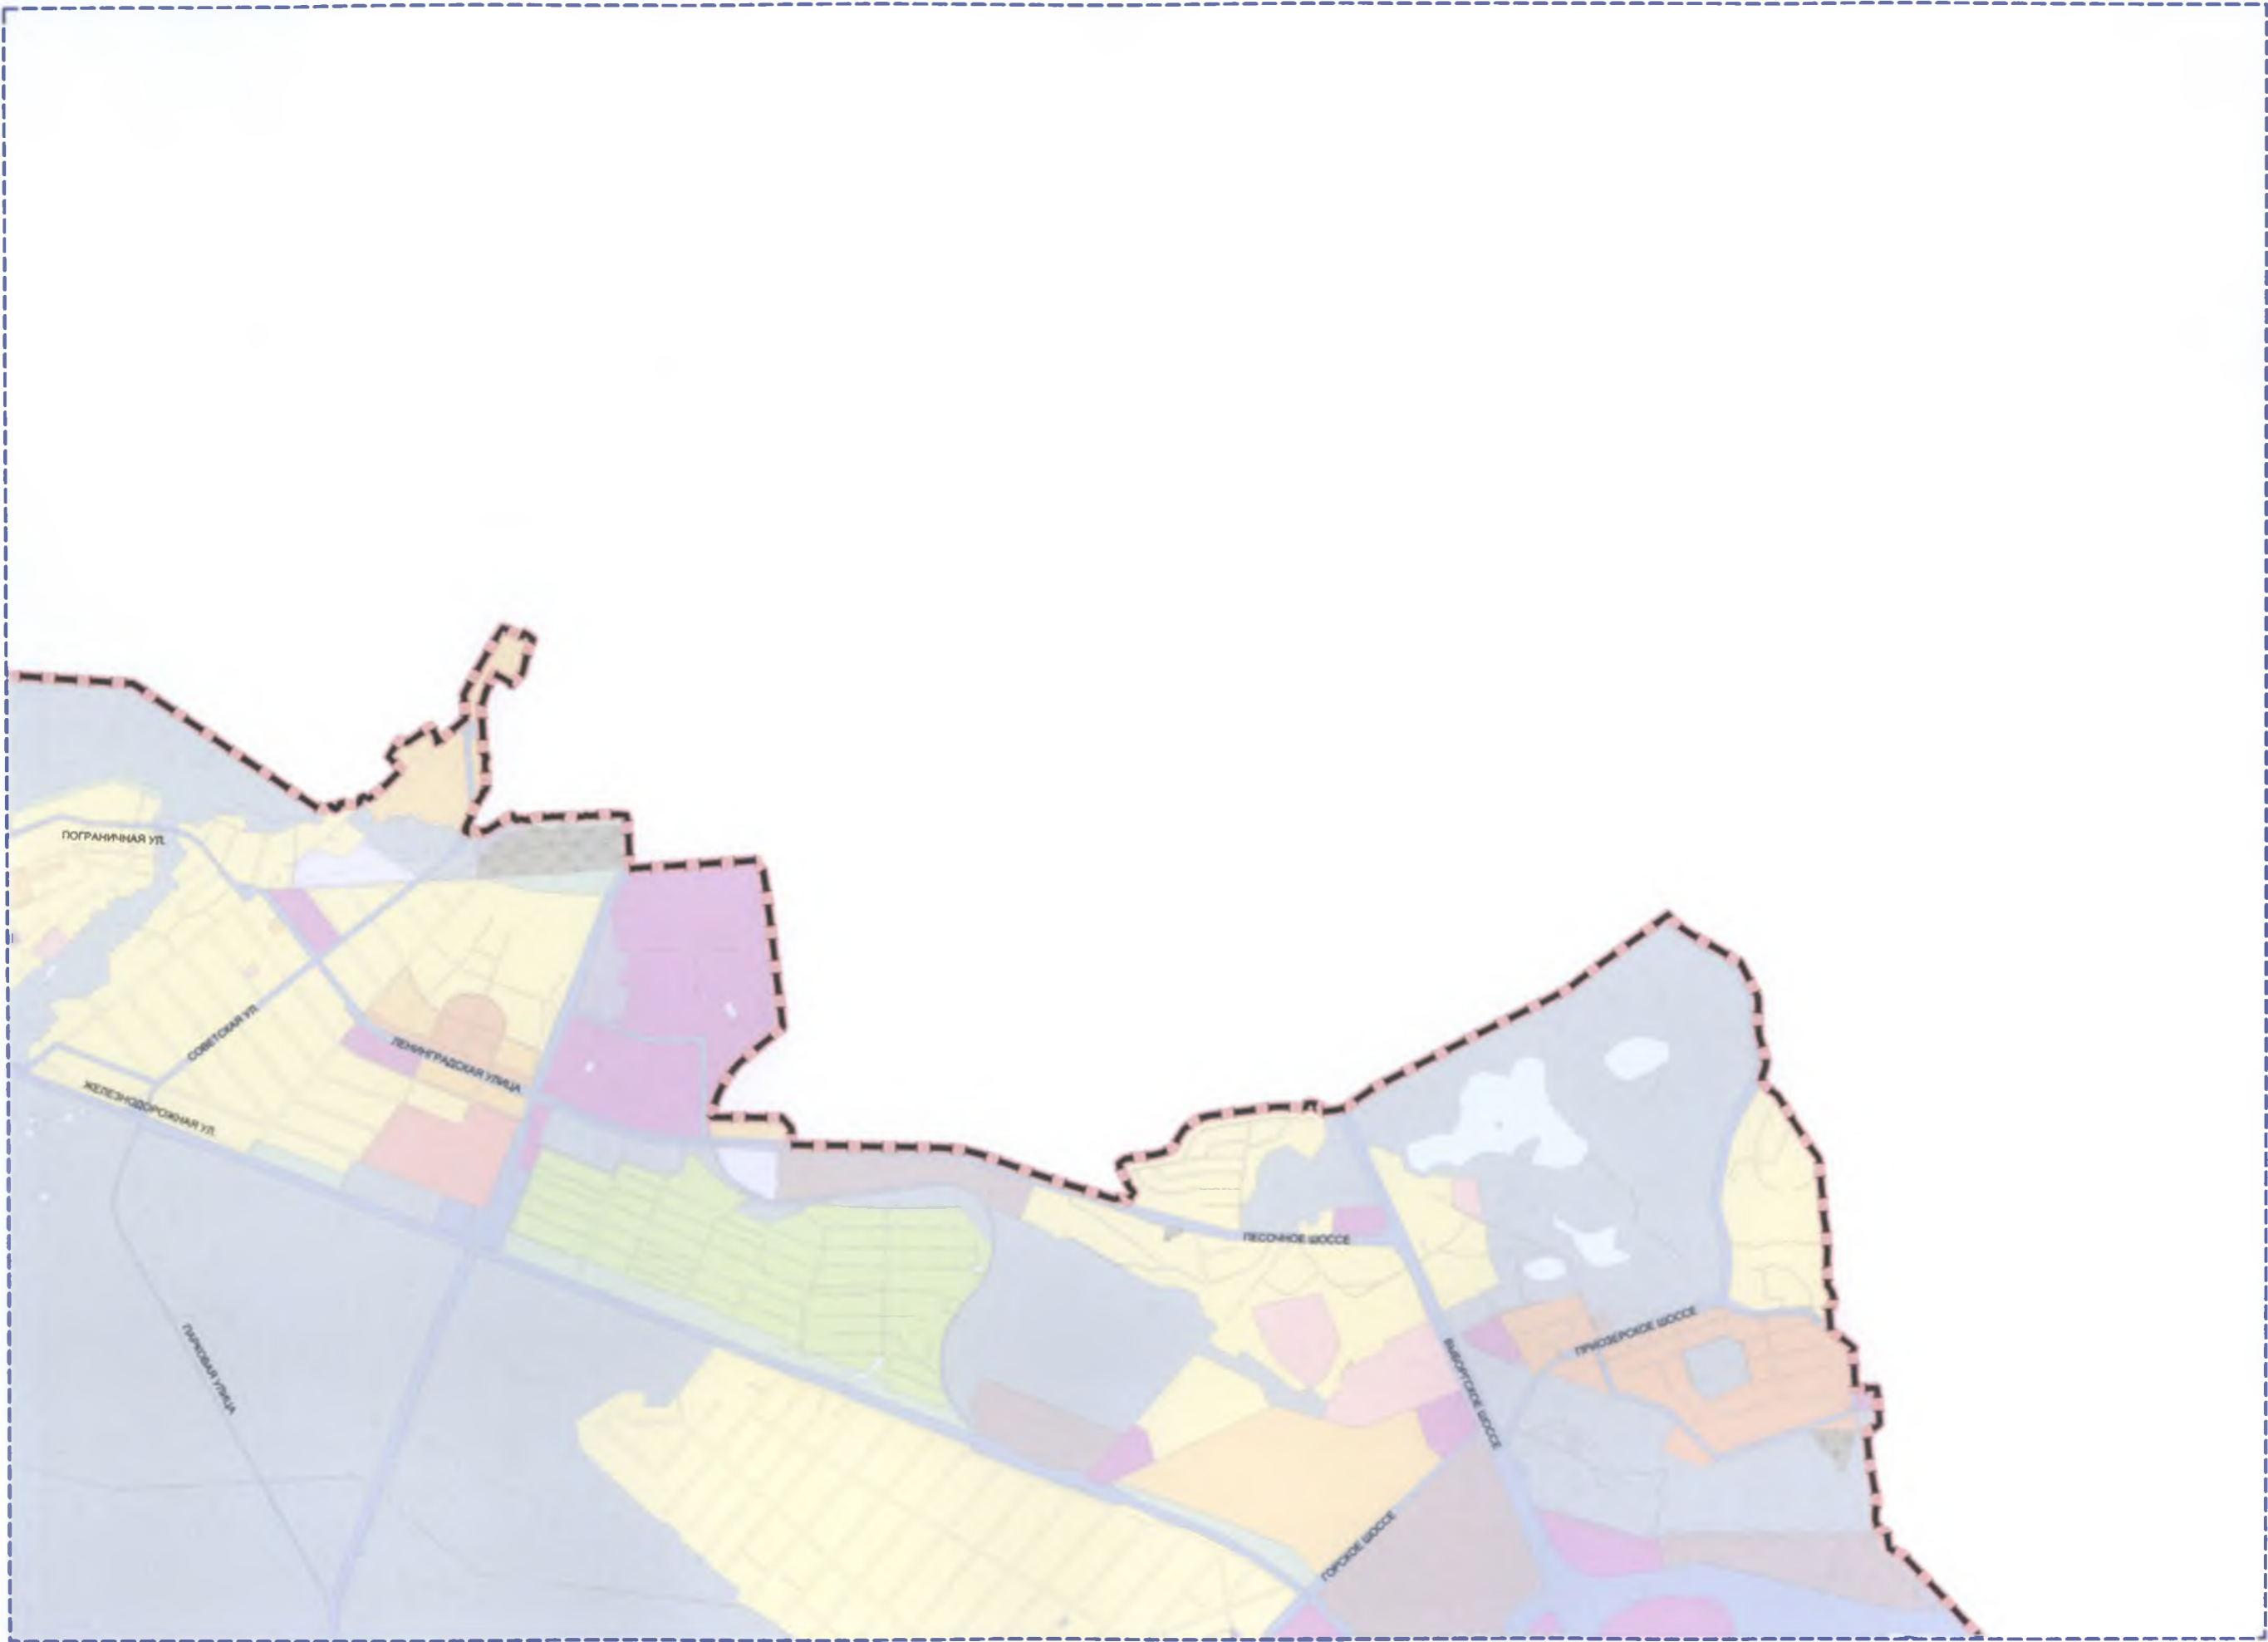 ПОГРАНИЧНАЯ УЛ.
СОВЕТСКАЯ УЛ.
ЛЕНИНГРАДСКАЯ УЛИЦА
ЖЕЛЕЗНОДОРОЖНАЯ УЛ.
ПЕСОЧНОЕ ШОССЕ
ПАРКОВАЯ УЛИЦА
ВЫБОРГСКОЕ ШОССЕ
ПРИОЗЕРСКОЕ ШОССЕ
ГОРСКОЕ ШОССЕ